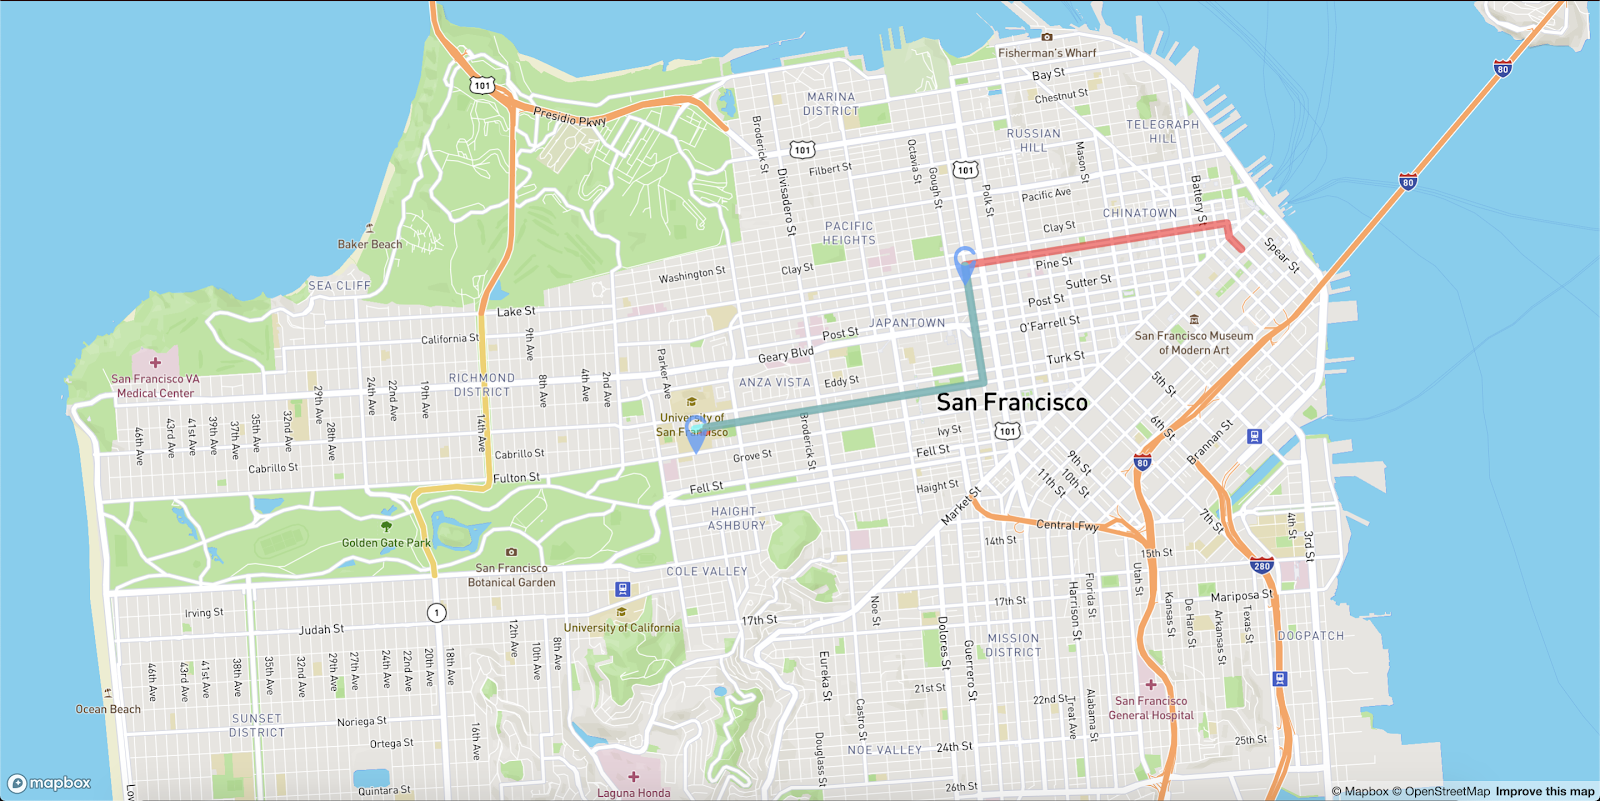 Fisherman's Wharf
Bay St
101
80
MARINA
DISTRICT
Chestnut St
Presidio Pkwy
TELEGRAPH
HILL
RUSSIAN
HILL
Broderick St
101
Octavia St
Mason St
Filbert St
101
Gough St
Divisadero St
80
Polk St
Battery St
Pacific Ave
CHINATOWN
PACIFIC
HEIGHTS
Clay St
Baker Beach
Spear St
Pine St
Washington St
Clay St
Sutter St
SEA CLIFF
Post St
Lake St
JAPANTOWN
O'Farrell St
Post St
San Francisco Museum
of Modern Art
California St
9th Ave
Geary Blvd
Turk St
San Francisco VA
Medical Center
RICHMOND
DISTRICT
8th Ave
4th Ave
2nd Ave
Parker Ave
ANZA VISTA
Eddy St
5th St
29th Ave
24th Ave
22nd Ave
19th Ave
San Francisco
46th Ave
43rd Ave
41st Ave
39th Ave
37th Ave
32nd Ave
28th Ave
14th Ave
University of
San Francisco
Broderick St
Ivy St
101
6th St
Brannan St
Cabrillo St
Cabrillo St
Grove St
Fell St
9th St
80
Fulton St
Fell St
Haight St
10th St
11th St
Market St
HAIGHT-
ASHBURY
Central Fwy
7th St
4th St
3rd St
Golden Gate Park
14th St
15th St
San Francisco
Botanical Garden
COLE VALLEY
280
Utah St
Irving St
1
University of California
17th St
Noe St
17th St
Florida St
Harrison St
Kansas St
De Haro St
Arkansas St
Texas St
Mariposa St
Judah St
12th Ave
10th Ave
8th Ave
Dolores St
Guerrero St
MISSION
DISTRICT
DOGPATCH
46th Ave
43rd Ave
41st Ave
38th Ave
35th Ave
32nd Ave
29th Ave
27th Ave
24th Ave
22nd Ave
20th Ave
18th Ave
Eureka St
21st St
22nd St
Treat Ave
Alabama St
San Francisco
General Hospital
Ocean Beach
SUNSET
DISTRICT
Noriega St
16th Ave
Castro St
Douglass St
Ortega St
NOE VALLEY
24th St
25th St
mapbox
Quintara St
Laguna Honda
26th St
© Mapbox © OpenStreetMap Improve this map